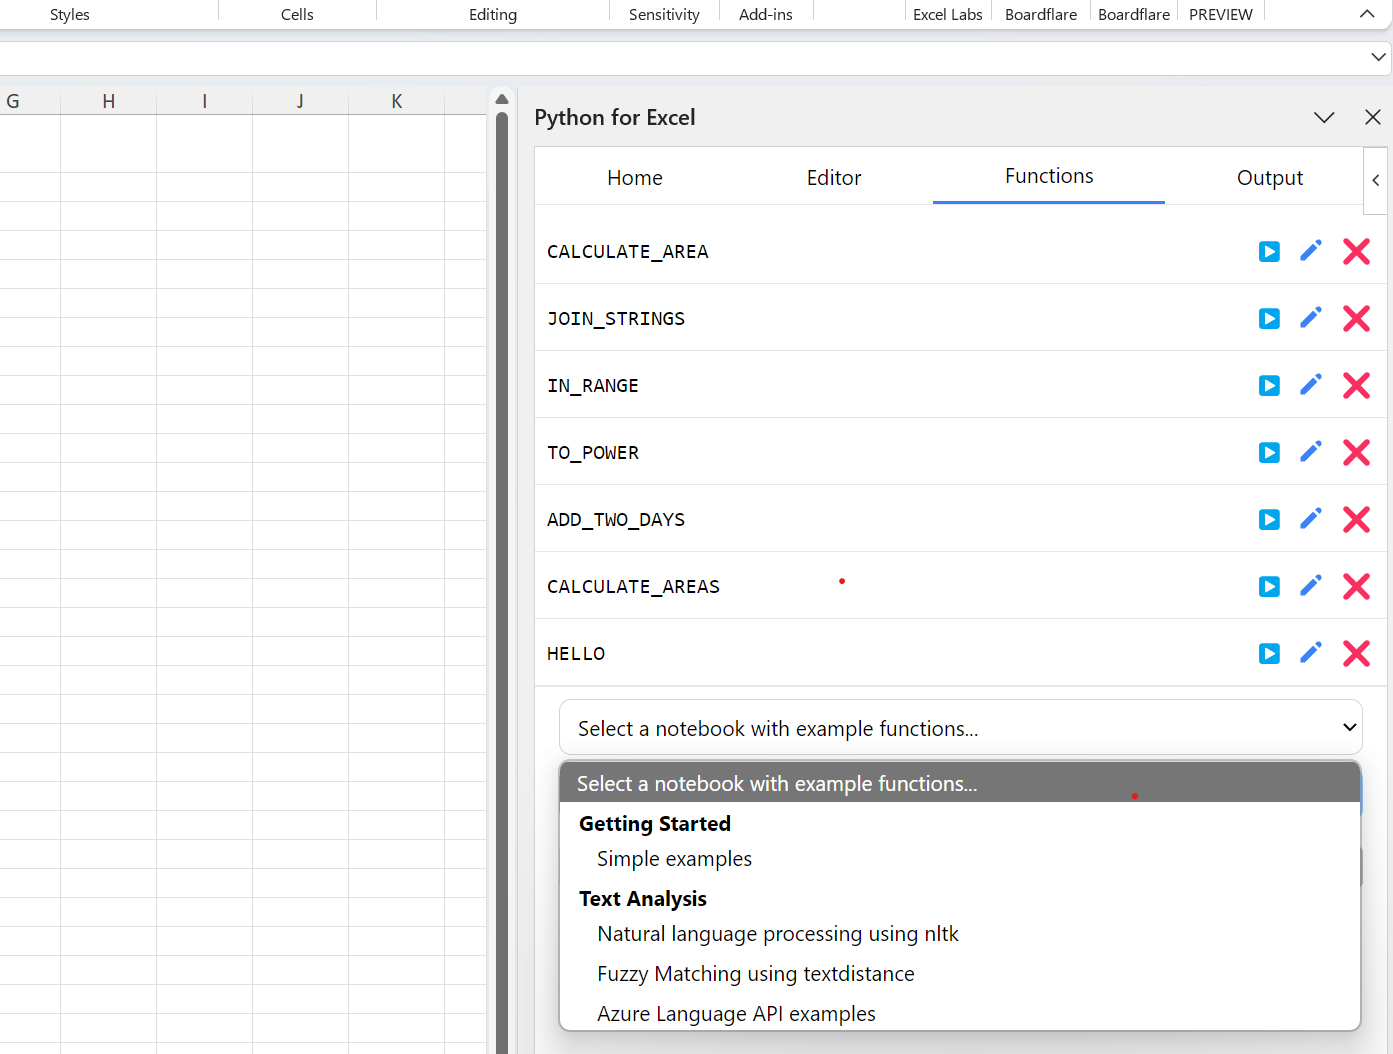 Styles Cells Editing Sensitivity Add-ins Excel Labs Boardflare Boardflare PREVIEW
G H I J K
Python for Excel
Home Editor Functions Output
CALCULATE_AREA
JOIN_STRINGS
IN_RANGE
TO_POWER
ADD_TWO_DAYS
CALCULATE_AREAS
HELLO
Select a notebook with example functions...
Select a notebook with example functions...
Getting Started
Simple examples
Text Analysis
Natural language processing using nltk
Fuzzy Matching using textdistance
Azure Language API examples